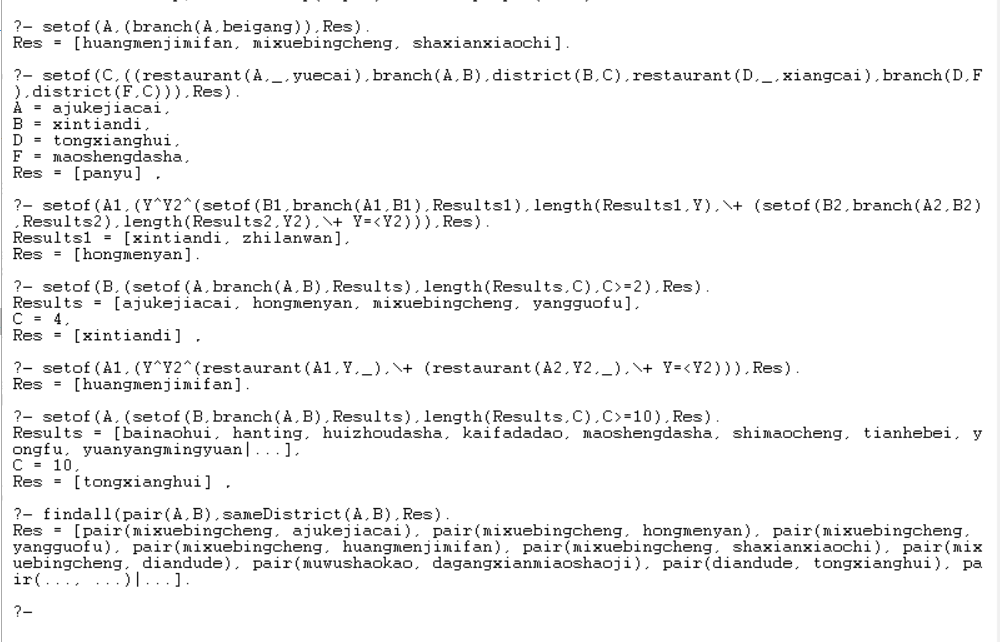 ?- setof(A,(branch(A,beigang)),Res).
Res = [huangmenjimifan, mixuebingcheng, shaxianxiaochi].
?- setof(C,((restaurant(A,_,yuecai),branch(A,B),district(B,C),restaurant(D,_,xiangcai),branch(D,F
),district(F,C))),Res).
A = ajukejiacai,
B = xintiandi,
D = tongxianghui,
F = maoshengdasha,
Res = [panyu] ,
?- setof(A1,(Y^Y2^(setof(B1,branch(A1,B1),Results1),length(Results1,Y),\+ (setof(B2,branch(A2,B2)
,Results2),length(Results2,Y2),\+ Y=<Y2))),Res).
Results1 = [xintiandi, zhilanwan],
Res = [hongmenyan].
?- setof(B,(setof(A,branch(A,B),Results),length(Results,C),C>=2),Res).
Results = [ajukejiacai, hongmenyan, mixuebingcheng, yangguofu],
C = 4,
Res = [xintiandi] ,
?- setof(A1,(Y^Y2^(restaurant(A1,Y,_),\+ (restaurant(A2,Y2,_),\+ Y=<Y2))),Res).
Res = [huangmenjimifan].
?- setof(A,(setof(B,branch(A,B),Results),length(Results,C),C>=10),Res).
Results = [bainaohui, hanting, huizhoudasha, kaifadadao, maoshengdasha, shimaocheng, tianhebei, y
ongfu, yuanyangmingyuan|...],
C = 10,
Res = [tongxianghui] ,
?- findall(pair(A,B),sameDistrict(A,B),Res).
Res = [pair(mixuebingcheng, ajukejiacai), pair(mixuebingcheng, hongmenyan), pair(mixuebingcheng,
yangguofu), pair(mixuebingcheng, huangmenjimifan), pair(mixuebingcheng, shaxianxiaochi), pair(mix
uebingcheng, diandude), pair(muwushaokao, dagangxianmiaoshaoji), pair(diandude, tongxianghui), pa
ir(..., ...)|...].
?-